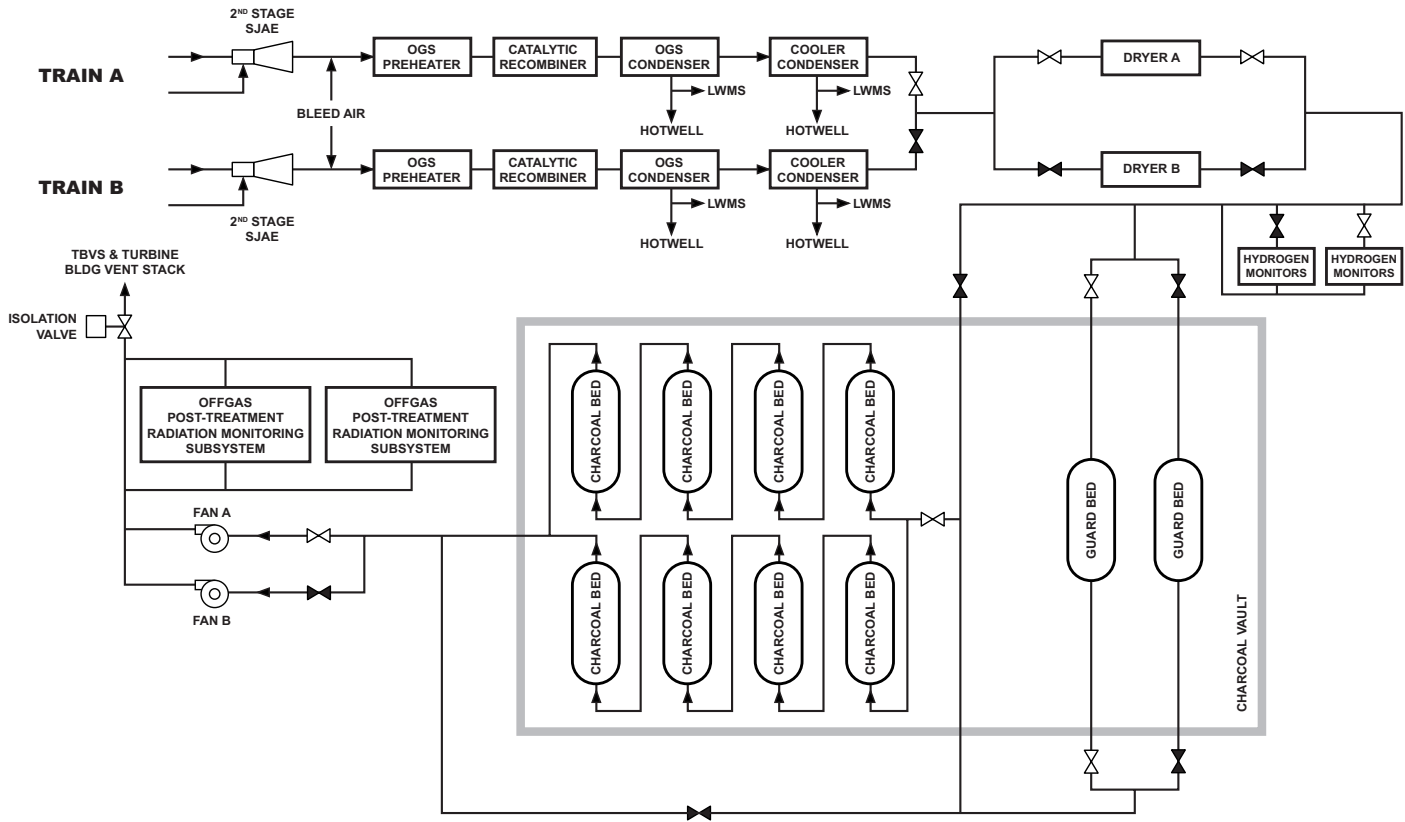 2ND STAGE
SJAE
TRAIN A
OGS
PREHEATER
CATALYTIC
RECOMBINER
OGS
CONDENSER
COOLER
CONDENSER
DRYER A
LWMS
LWMS
BLEED AIR
HOTWELL
HOTWELL
TRAIN B
OGS
PREHEATER
CATALYTIC
RECOMBINER
OGS
CONDENSER
COOLER
CONDENSER
DRYER B
LWMS
LWMS
2ND STAGE
SJAE
HOTWELL
HOTWELL
TBVS & TURBINE
BLDG VENT STACK
HYDROGEN
MONITORS
HYDROGEN
MONITORS
ISOLATION
VALVE
OFFGAS
POST-TREATMENT
RADIATION MONITORING
SUBSYSTEM
OFFGAS
POST-TREATMENT
RADIATION MONITORING
SUBSYSTEM
CHARCOAL BED
CHARCOAL BED
CHARCOAL BED
CHARCOAL BED
FAN A
FAN B
CHARCOAL BED
CHARCOAL BED
CHARCOAL BED
CHARCOAL BED
GUARD BED
GUARD BED
CHARCOAL VAULT